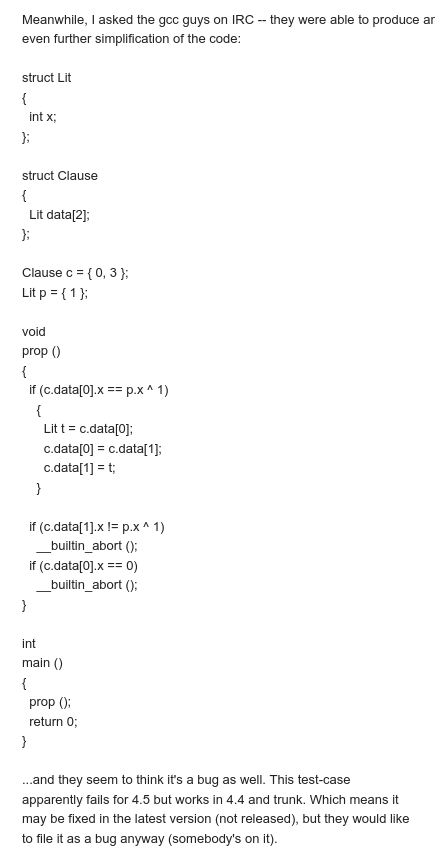 Meanwhile, I asked the gcc guys on IRC -- they were able to produce ar
even further simplification of the code:
struct Lit
{
int x;
};
struct Clause
{
Lit data[2];
};
Clause c = { 0, 3 };
Lit p = { 1 };
void
prop ()
{
if (c.data[0].x == p.x ^ 1)
{
Lit t = c.data[0];
c.data[0] = c.data[1];
c.data[1] = t;
}
if (c.data[1].x != p.x ^ 1)
__builtin_abort ();
if (c.data[0].x == 0)
__builtin_abort ();
}
int
main ()
{
prop ();
return 0;
}
...and they seem to think it's a bug as well. This test-case
apparently fails for 4.5 but works in 4.4 and trunk. Which means it
may be fixed in the latest version (not released), but they would like
to file it as a bug anyway (somebody's on it).